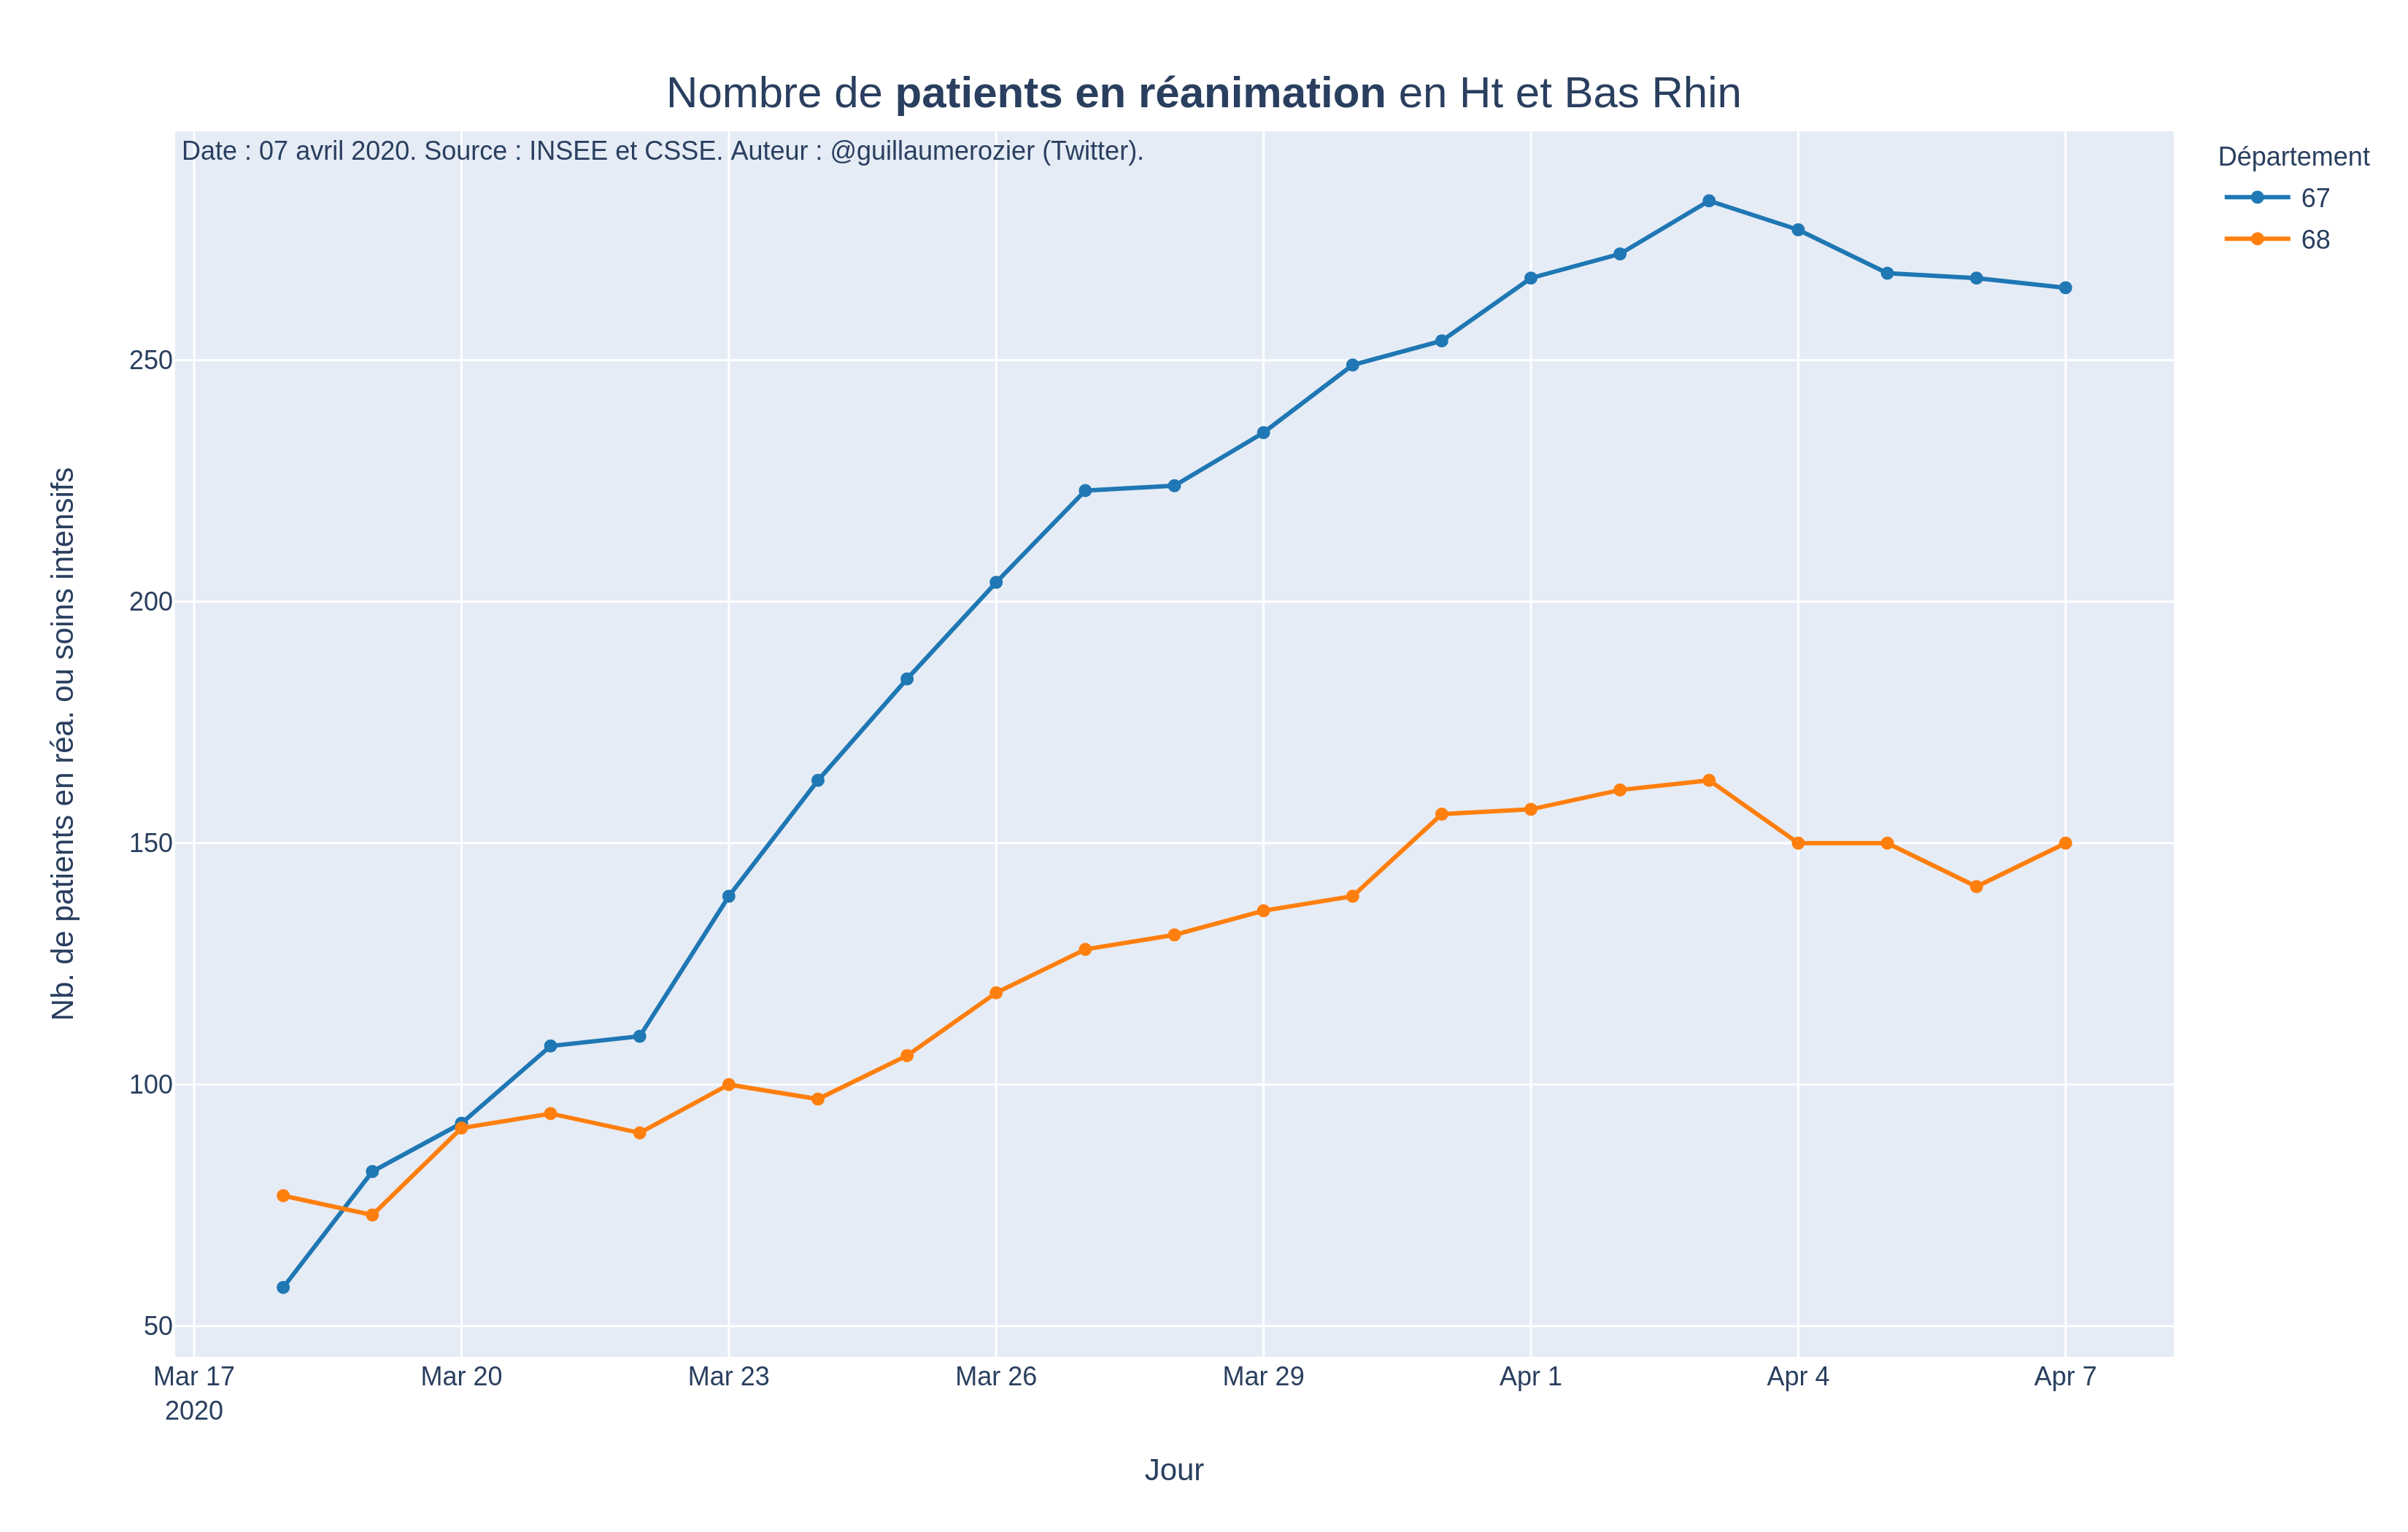 Nombre de patients en réanimation en Ht et Bas Rhin
Date : 07 avril 2020. Source : INSEE et CSSE. Auteur : @guillaumerozier (Twitter).
Département
67
68
Nb. de patients en réa. ou soins intensifs
250
200
150
100
50
Mar 17 Mar 20 Mar 23 Mar 26 Mar 29 Apr 1 Apr 4 Apr 7
2020
Jour